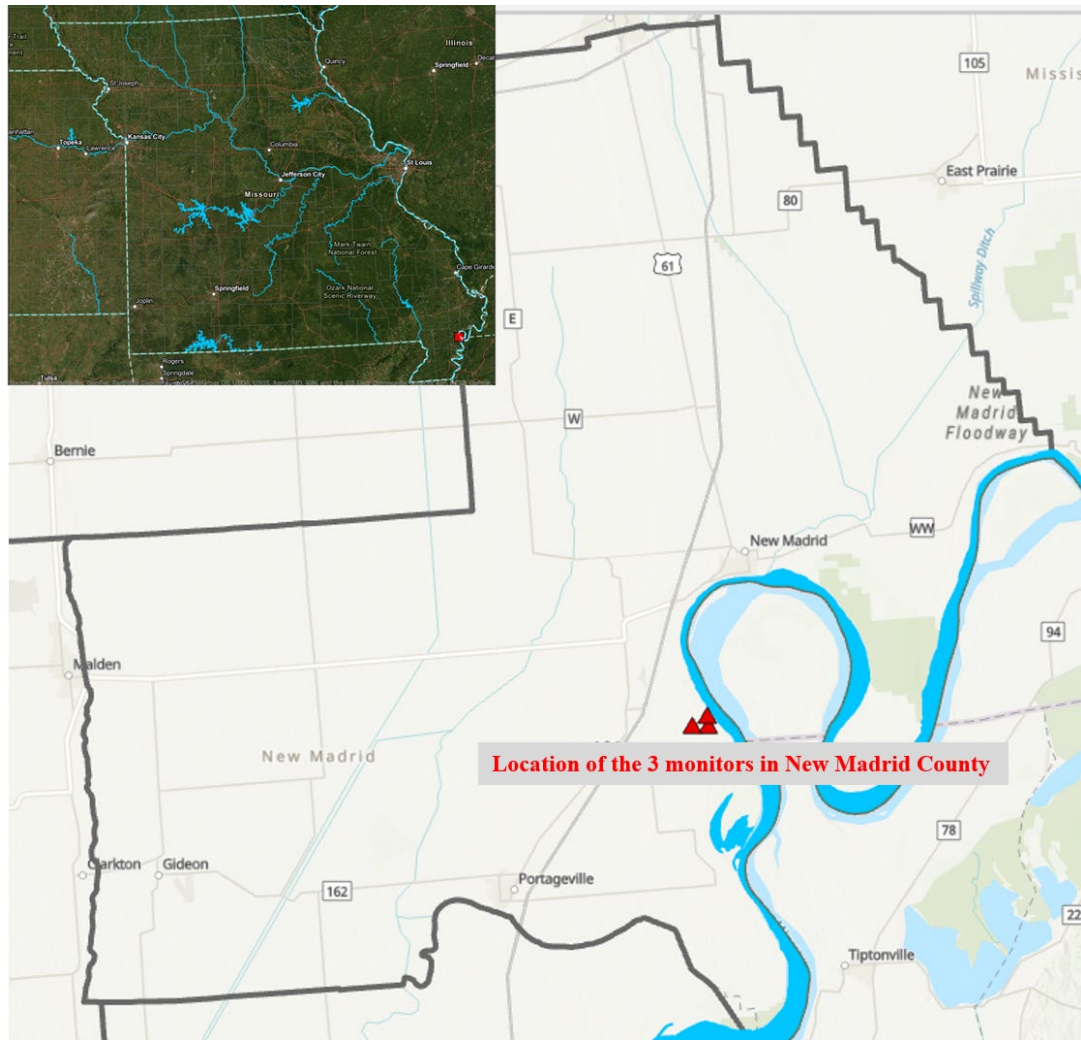 Illinois
Quincy
Springfield
St Joseph
Kansas City
Topeka
Lawrence
Columbia
St Louis
Jefferson City
Missouri
Mark Twain
National Forest
Cape Girard
Ozark National
Scenic Riverway
Springfield
Joplin
Rogers
Springdale
Tulsa
105
Missis
East Prairie
80
61
Spillway Ditch
E
New
Madrid
Floodway
W
Bernie
WW
New Madrid
94
Malden
New Madrid
Location of the 3 monitors in New Madrid County
78
Clarkton
Gideon
162
Portageville
22
Tiptonville